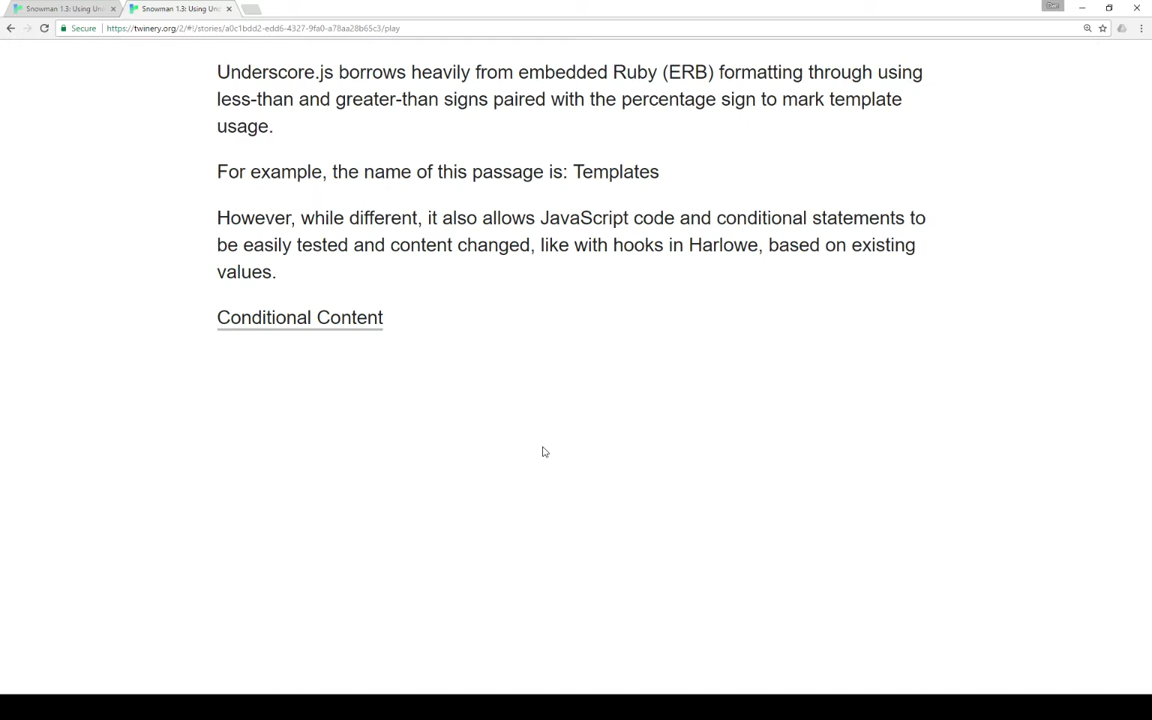 Snowman 1.3: Using Un
Snowman 1.3: Using Un
Secure
https://twinery.org/2/#!/stories/a0c1bdd2-edd6-4327-9fa0-a78aa28b65c3/play
Underscore.js borrows heavily from embedded Ruby (ERB) formatting through using
less-than and greater-than signs paired with the percentage sign to mark template
usage.
For example, the name of this passage is: Templates
However, while different, it also allows JavaScript code and conditional statements to
be easily tested and content changed, like with hooks in Harlowe, based on existing
values.
Conditional Content